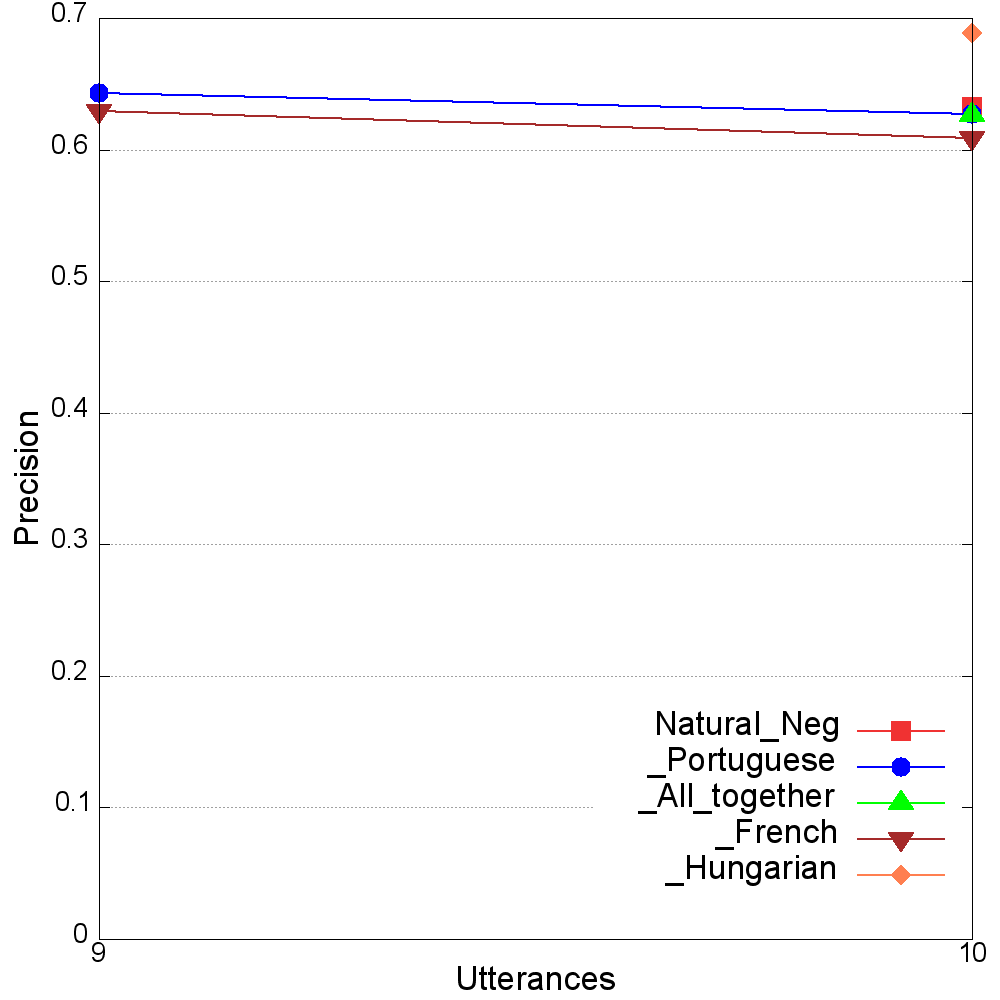 0.7
0.6
0.5
0.4
0.3
0.2
0.1
0
Precision
9
10
Utterances
Natural_Neg
_Portuguese
_All_together
_French
_Hungarian